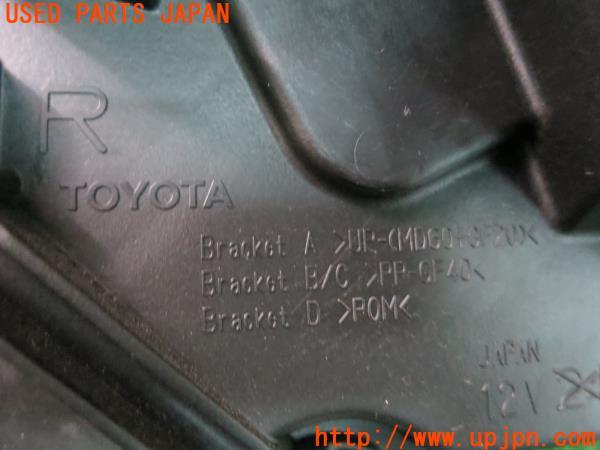 USED PARTS JAPAN
R
TOYOTA
Bracket A >UP-(MD60+GF20)<
Bracket B/C >PP-GF40<
Bracket D >POM<
JAPAN
12V
http://www.upjpn.com